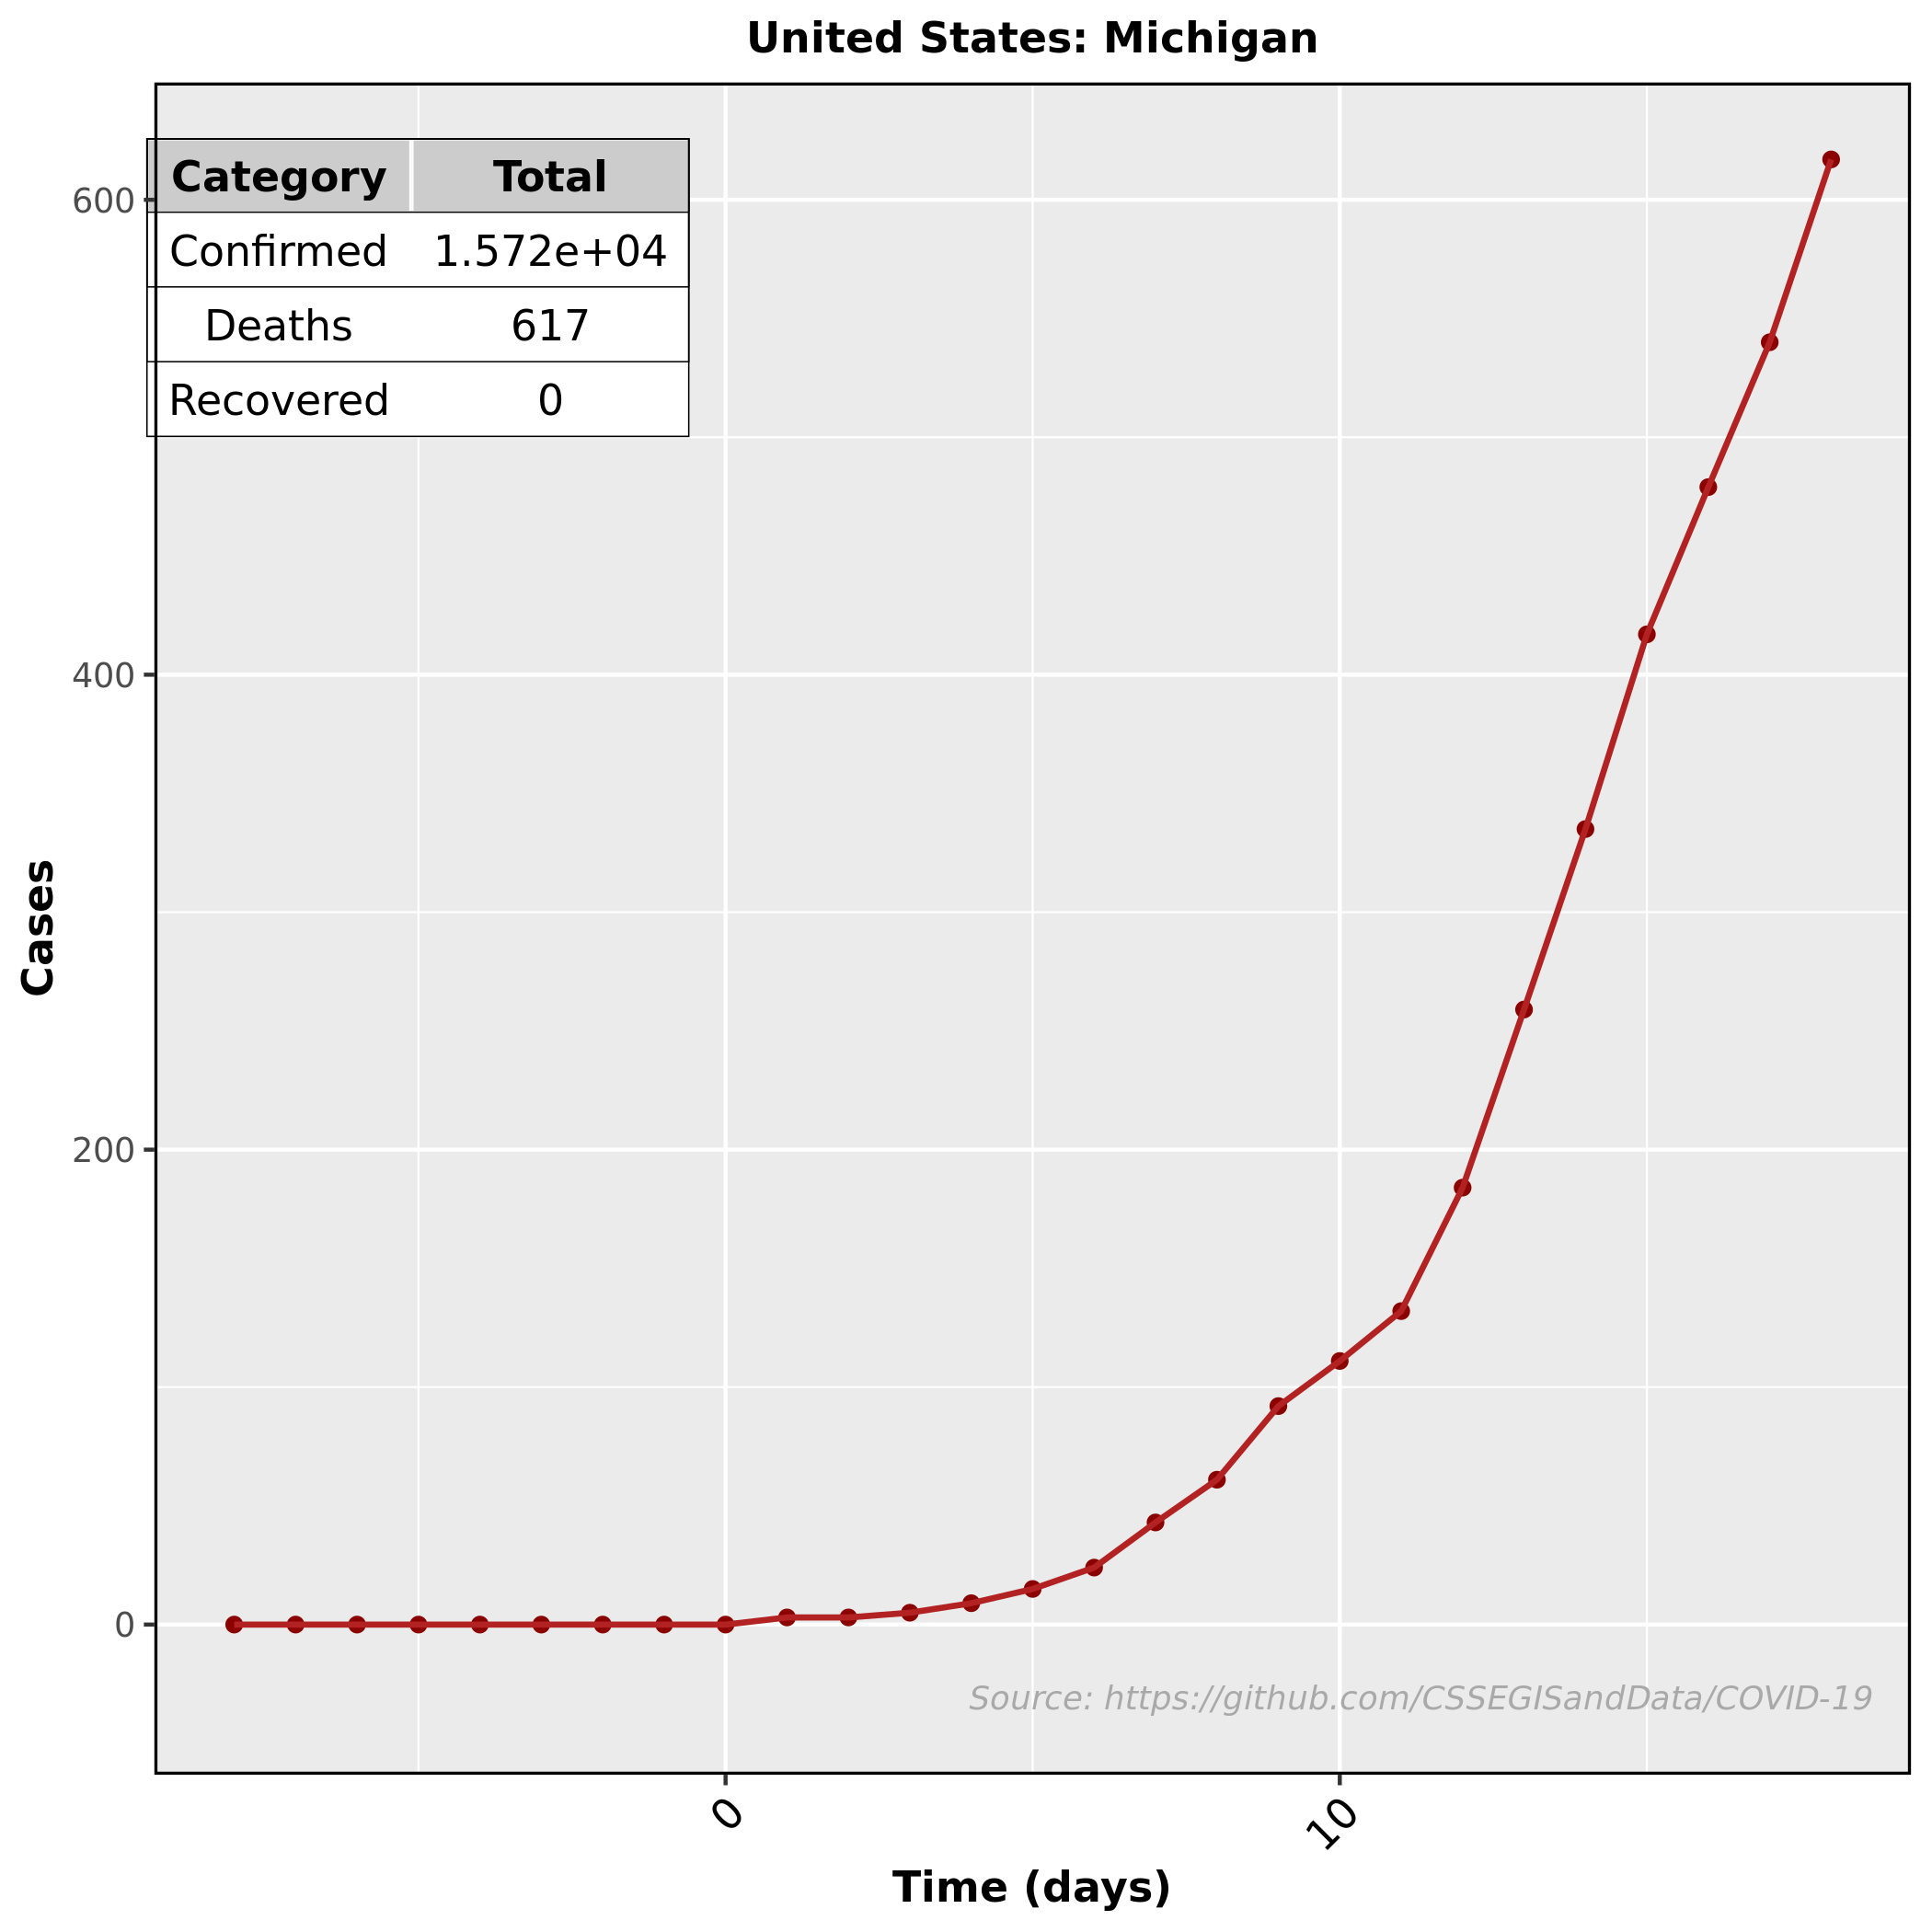 United States: Michigan
Category Total
Confirmed 1.572e+04
Deaths 617
Recovered 0
600
400
200
0
Cases
Source: https://github.com/CSSEGISandData/COVID-19
0 10
Time (days)